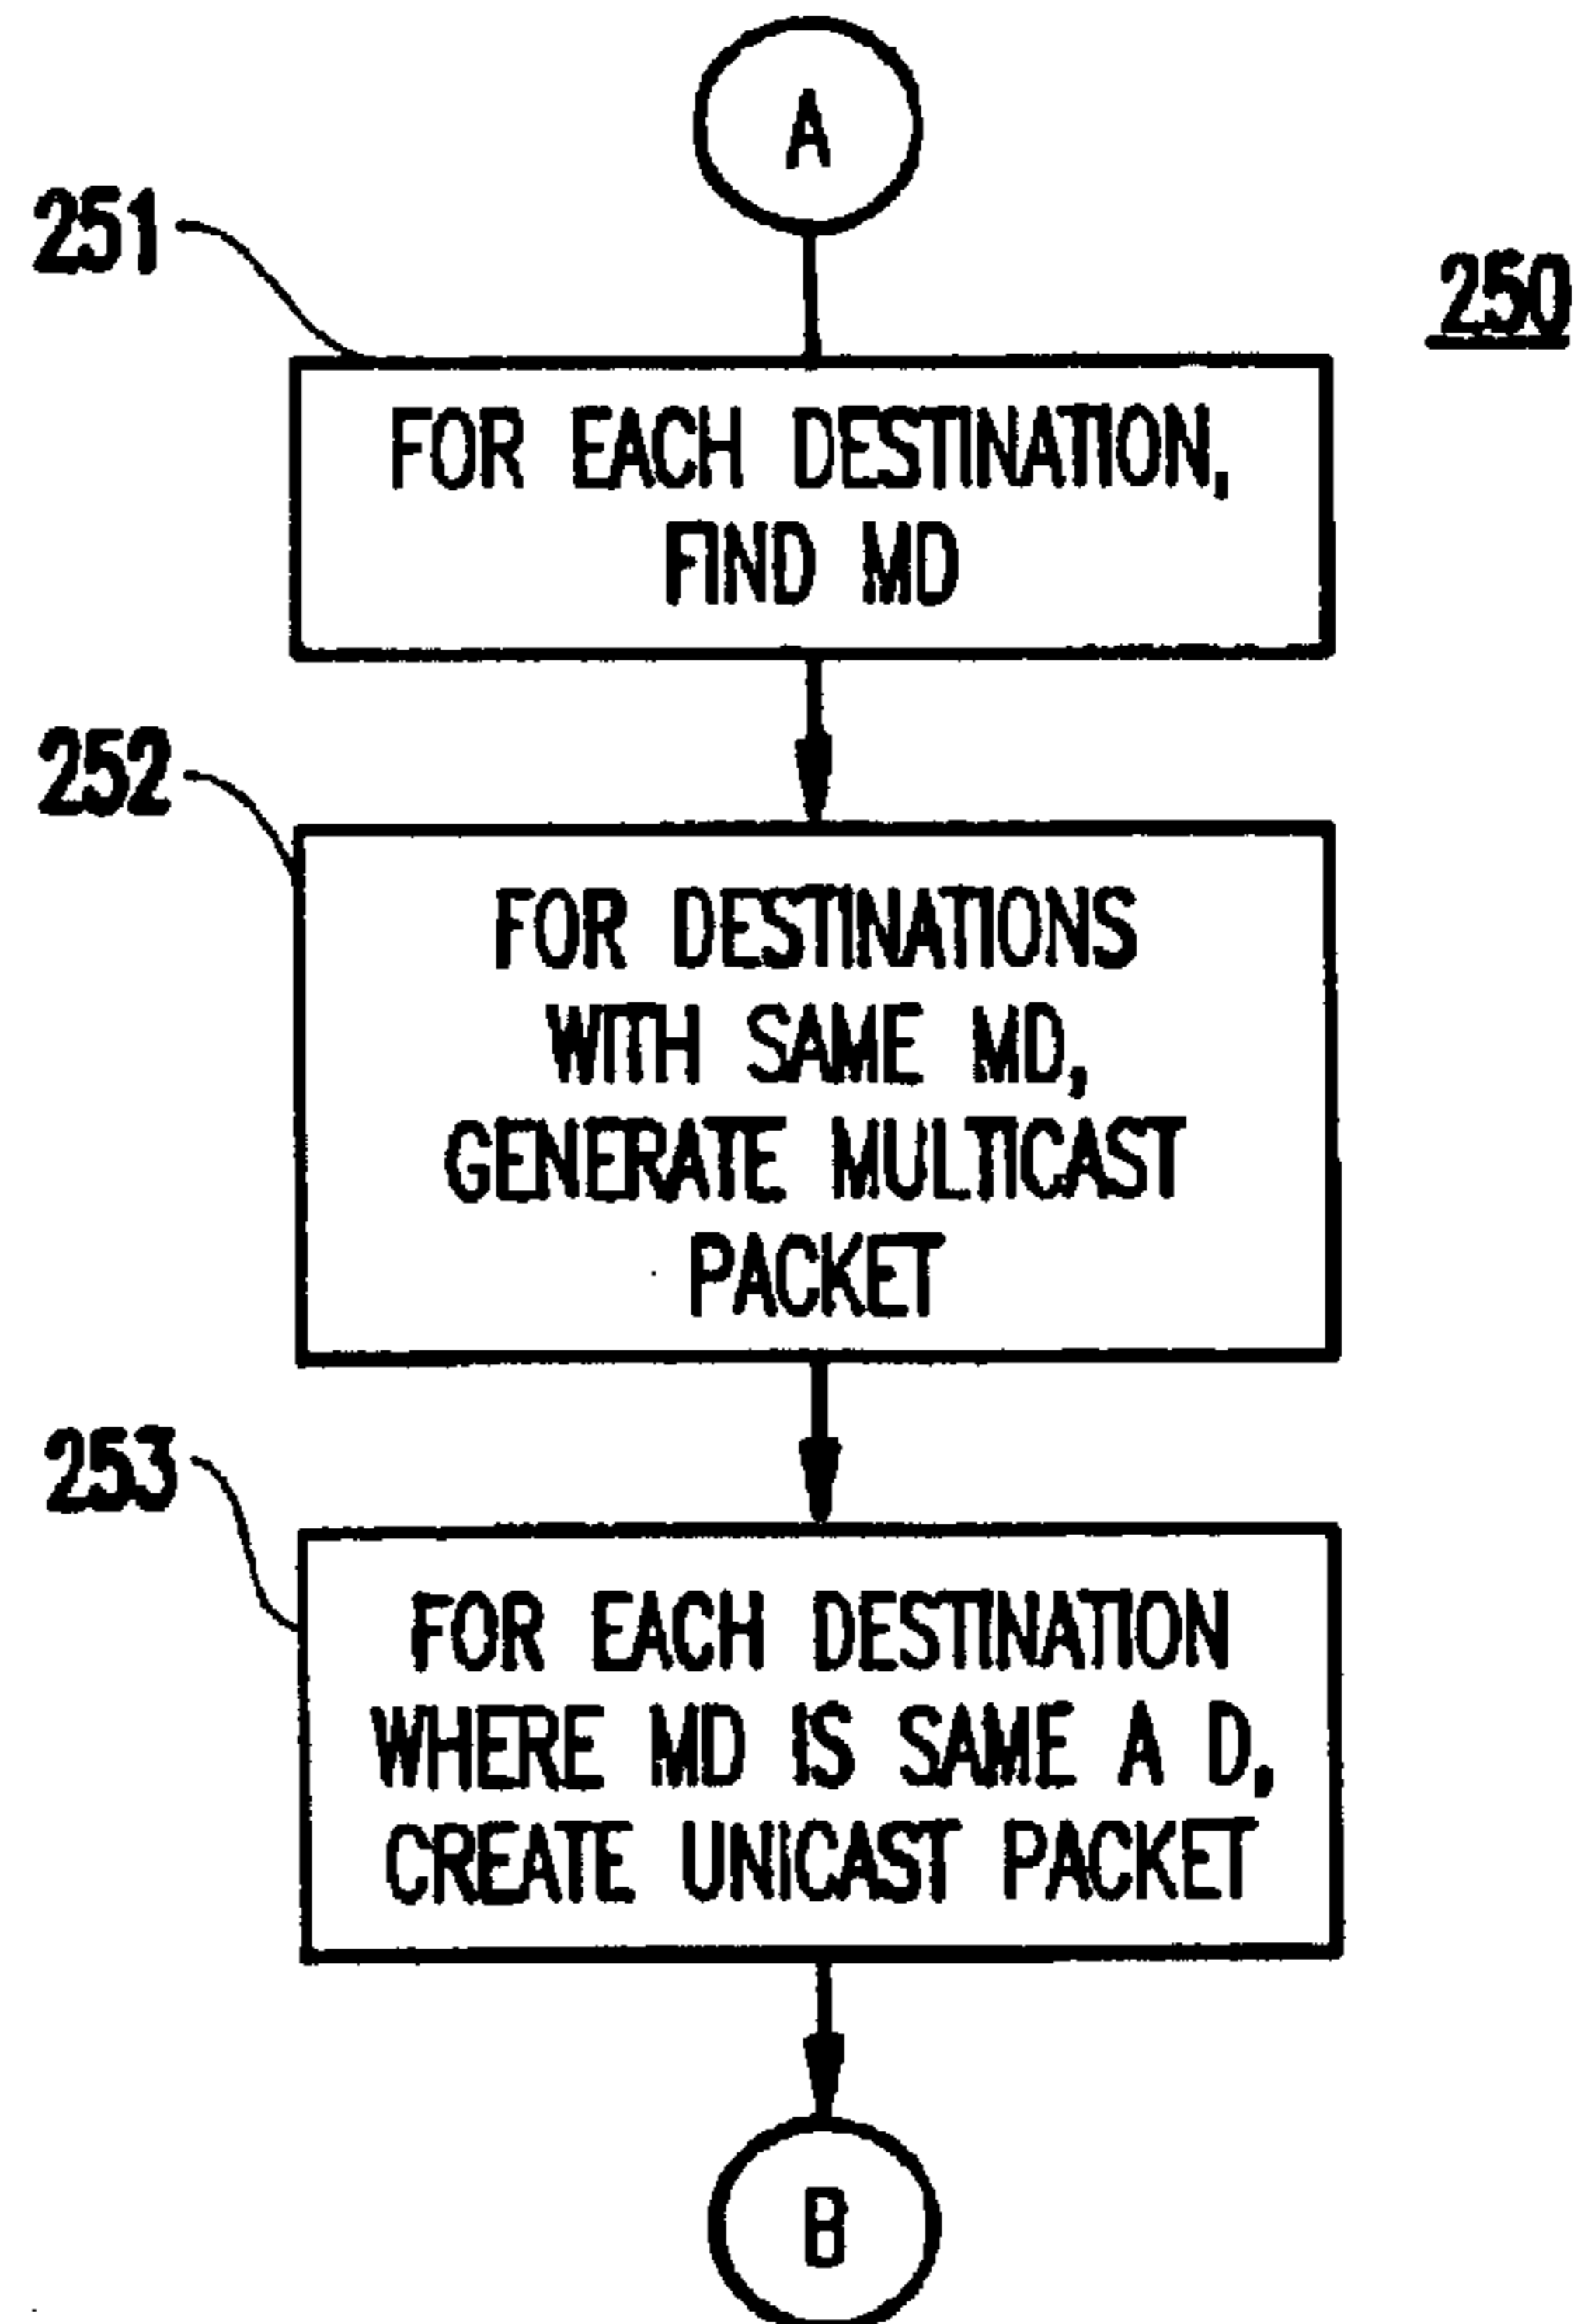 A
251
250
FOR EACH DESTINATION,
FIND MD
252
FOR DESTINATIONS
WITH SAME MD,
GENERATE MULTICAST
PACKET
253
FOR EACH DESTINATION
WHERE MD IS SAME A D,
CREATE UNICAST PACKET
B